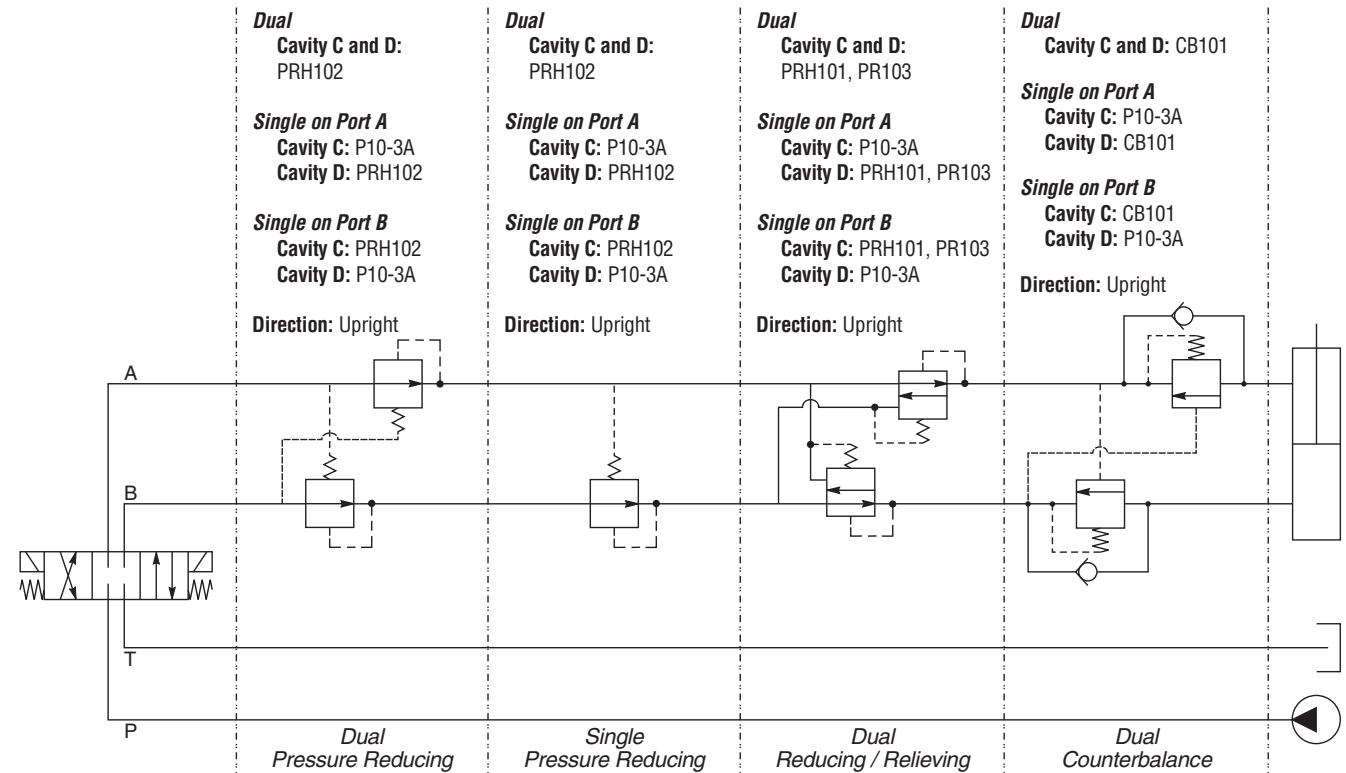 Dual
Cavity C and D:
PRH102
Single on Port A
Cavity C: P10-3A
Cavity D: PRH102
Single on Port B
Cavity C: PRH102
Cavity D: P10-3A
Direction: Upright
Dual
Cavity C and D:
PRH102
Single on Port A
Cavity C: P10-3A
Cavity D: PRH102
Single on Port B
Cavity C: PRH102
Cavity D: P10-3A
Direction: Upright
Dual
Cavity C and D:
PRH101, PR103
Single on Port A
Cavity C: P10-3A
Cavity D: PRH101, PR103
Single on Port B
Cavity C: PRH101, PR103
Cavity D: P10-3A
Direction: Upright
Dual
Cavity C and D: CB101
Single on Port A
Cavity C: P10-3A
Cavity D: CB101
Single on Port B
Cavity C: CB101
Cavity D: P10-3A
Direction: Upright
A
B
T
P
Dual
Pressure Reducing
Single
Pressure Reducing
Dual
Reducing / Relieving
Dual
Counterbalance